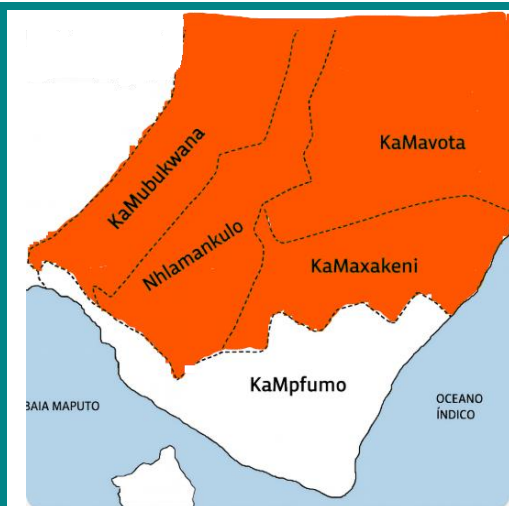 KaMubukwana
KaMavota
Nhlamankulo
KaMaxakeni
KaMpfumo
BAIA MAPUTO
OCEANO
ÍNDICO